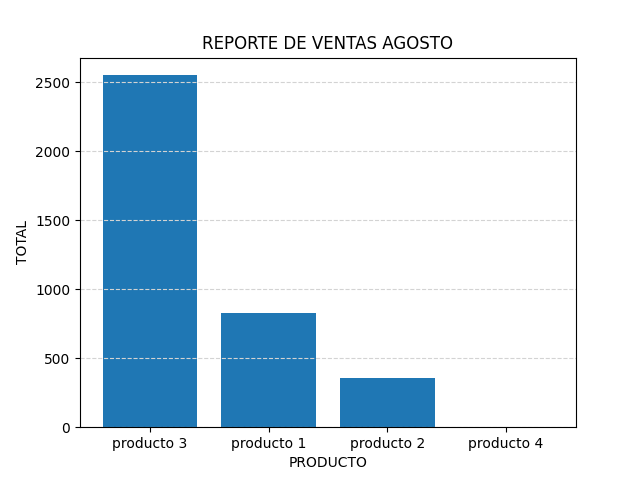 REPORTE DE VENTAS AGOSTO
TOTAL
2500
2000
1500
1000
500
0
producto 3 producto 1 producto 2 producto 4
PRODUCTO